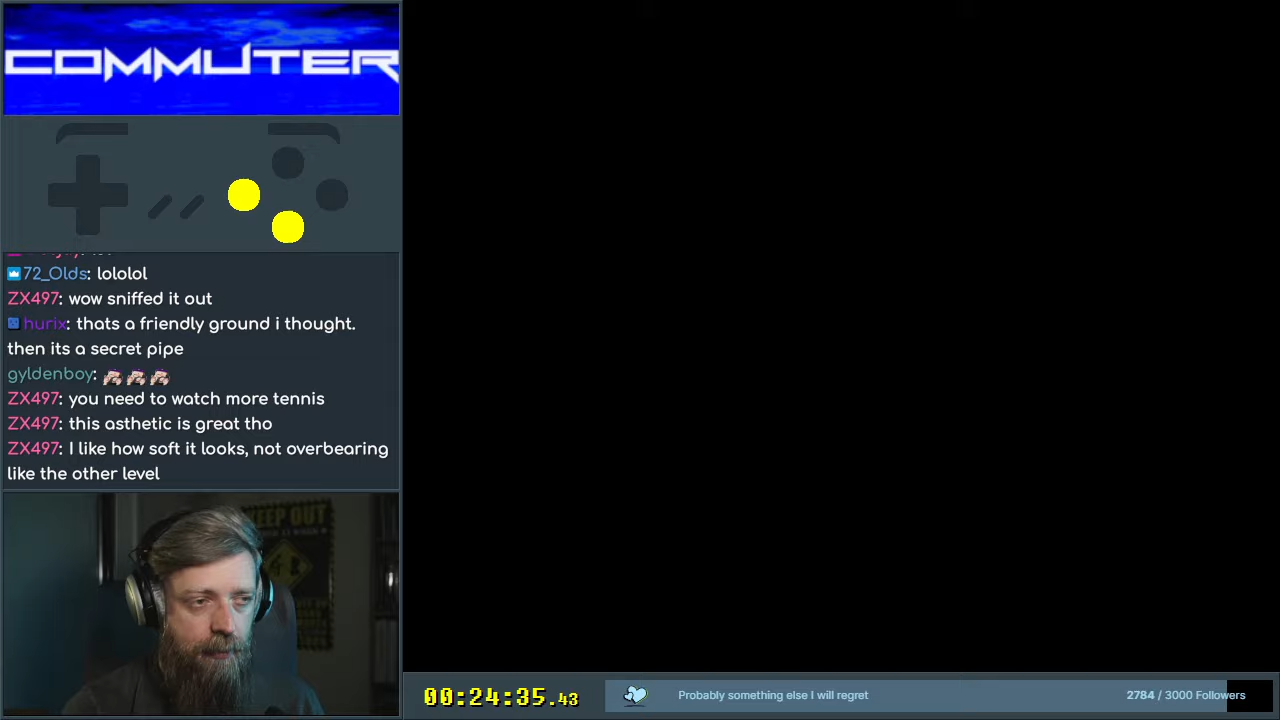 COMMUTER
72_Olds: lololol
ZX497: wow sniffed it out
hurix: thats a friendly ground i thought.
then its a secret pipe
gyldenboy:
ZX497: you need to watch more tennis
ZX497: this asthetic is great tho
ZX497: I like how soft it looks, not overbearing
like the other level
KEEP OUT
00:24:35.43
Probably something else I will regret
2784 / 3000 Followers